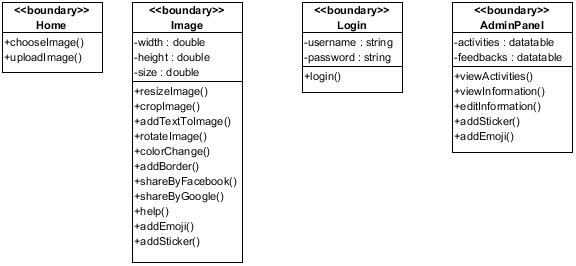 <<boundary>>
Home
+chooseImage()
+uploadImage()
<<boundary>>
Image
-width : double
-height : double
-size : double
+resizeImage()
+cropImage()
+addTextToImage()
+rotateImage()
+colorChange()
+addBorder()
+shareByFacebook()
+shareByGoogle()
+help()
+addEmoji()
+addSticker()
<<boundary>>
Login
-username : string
-password : string
+login()
<<boundary>>
AdminPanel
-activities : datatable
-feedbacks : datatable
+viewActivities()
+viewInformation()
+editInformation()
+addSticker()
+addEmoji()